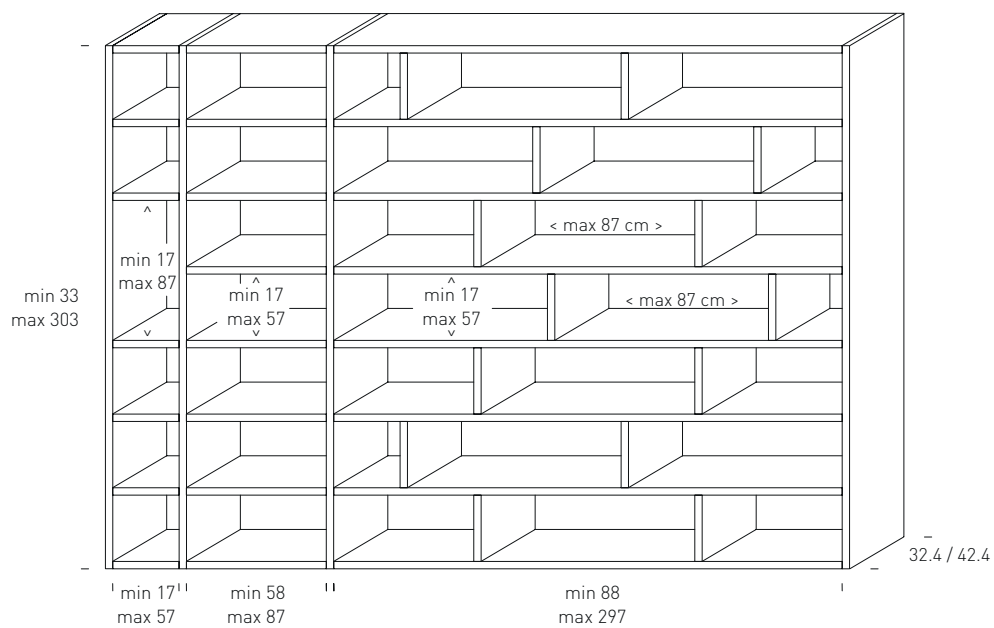 < max 87 cm >
min 17
max 87
min 33
max 303
min 17
max 57
min 17
max 57
< max 87 cm >
32.4 / 42.4
min 17
max 57
min 58
max 87
min 88
max 297